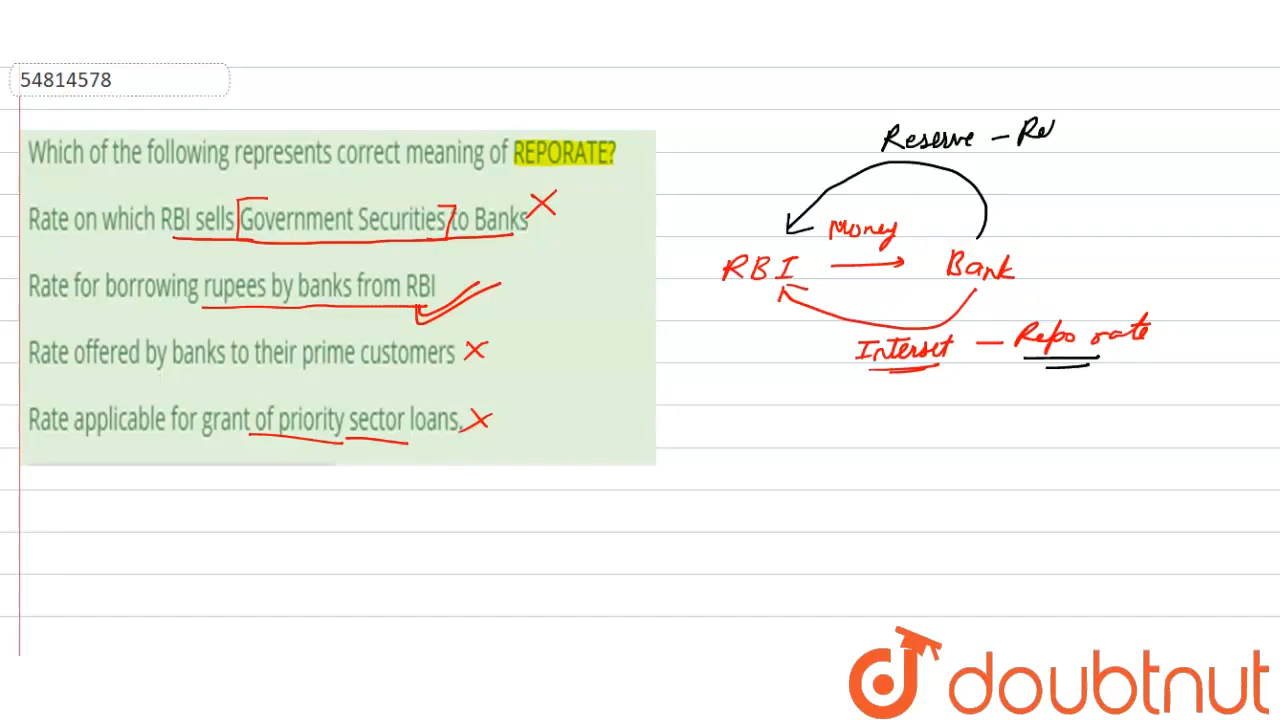 54814578
Which of the following represents correct meaning of REPORATE?
Rate on which RBI sells Government Securities to Banks
Rate for borrowing rupees by banks from RBI
Rate offered by banks to their prime customers
Rate applicable for grant of priority sector loans.
Reserve - Re
Money
RBI Bank
Interset - Repo rate
doubtnut